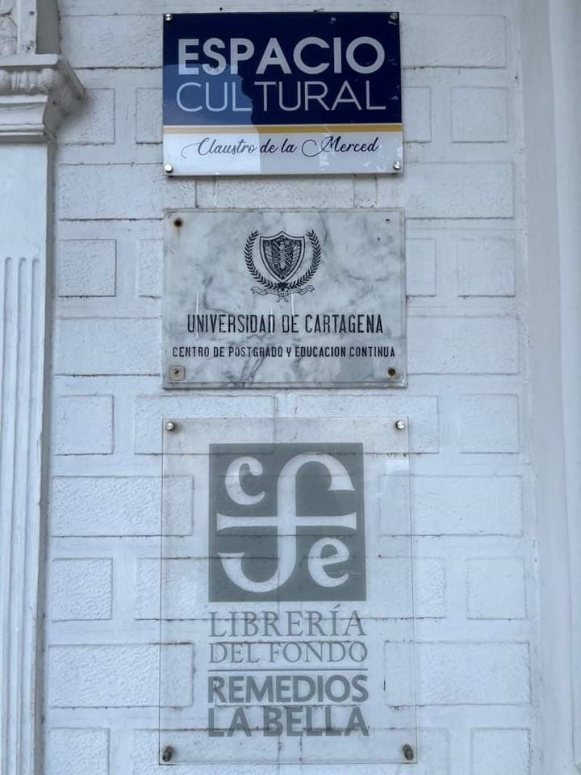 ESPACIO
CULTURAL
Claustro de la Merced
UNIVERSIDAD DE CARTAGENA
CENTRO DE POSTGRADO Y EDUCACION CONTINUA
cfe
LIBRERÍA
DEL FONDO
REMEDIOS
LA BELLA